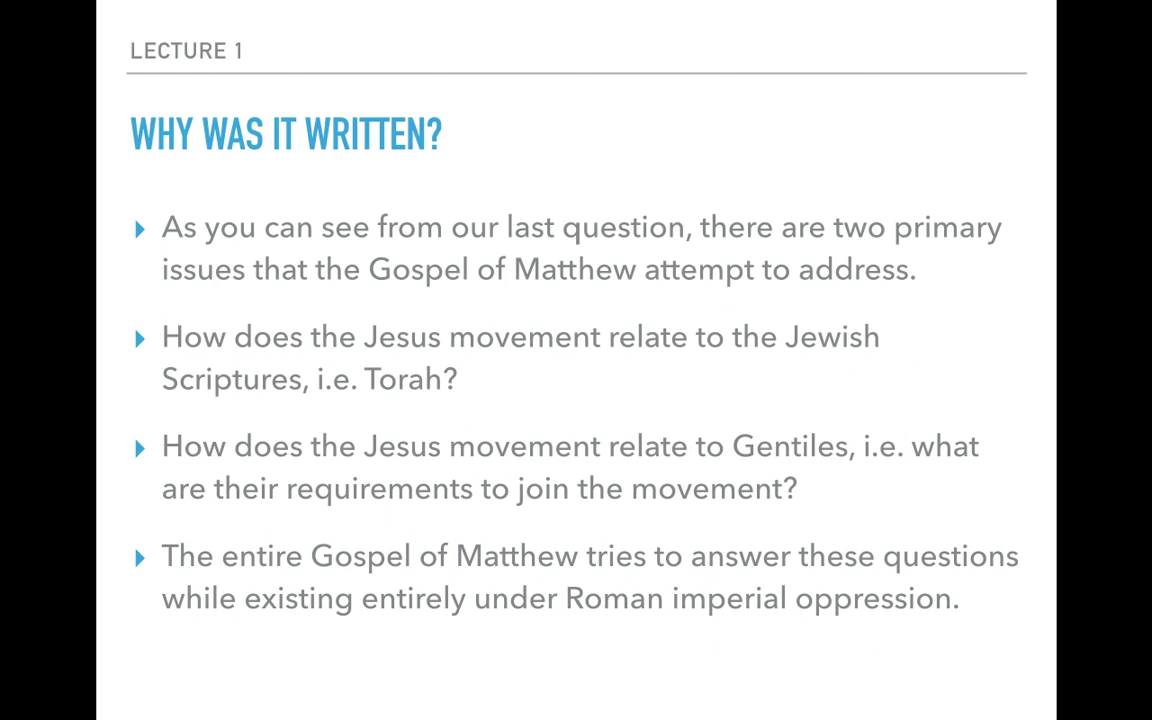 LECTURE 1
WHY WAS IT WRITTEN?
As you can see from our last question, there are two primary
issues that the Gospel of Matthew attempt to address.
How does the Jesus movement relate to the Jewish
Scriptures, i.e. Torah?
How does the Jesus movement relate to Gentiles, i.e. what
are their requirements to join the movement?
The entire Gospel of Matthew tries to answer these questions
while existing entirely under Roman imperial oppression.